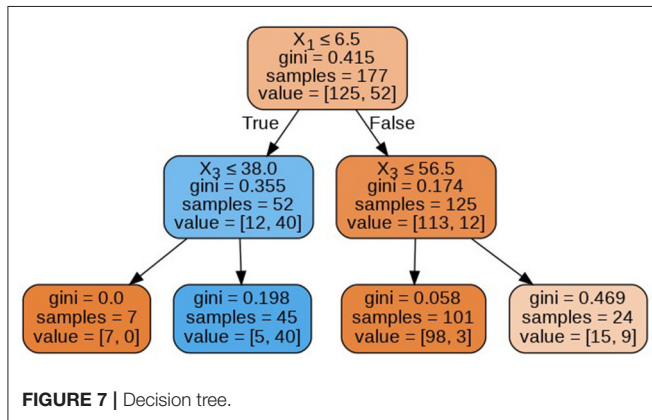 X₁ ≤ 6.5
gini = 0.415
samples = 177
value = [125, 52]
True
False
X₃ ≤ 38.0
gini = 0.355
samples = 52
value = [12, 40]
X₃ ≤ 56.5
gini = 0.174
samples = 125
value = [113, 12]
gini = 0.0
samples = 7
value = [7, 0]
gini = 0.198
samples = 45
value = [5, 40]
gini = 0.058
samples = 101
value = [98, 3]
gini = 0.469
samples = 24
value = [15, 9]
FIGURE 7 | Decision tree.